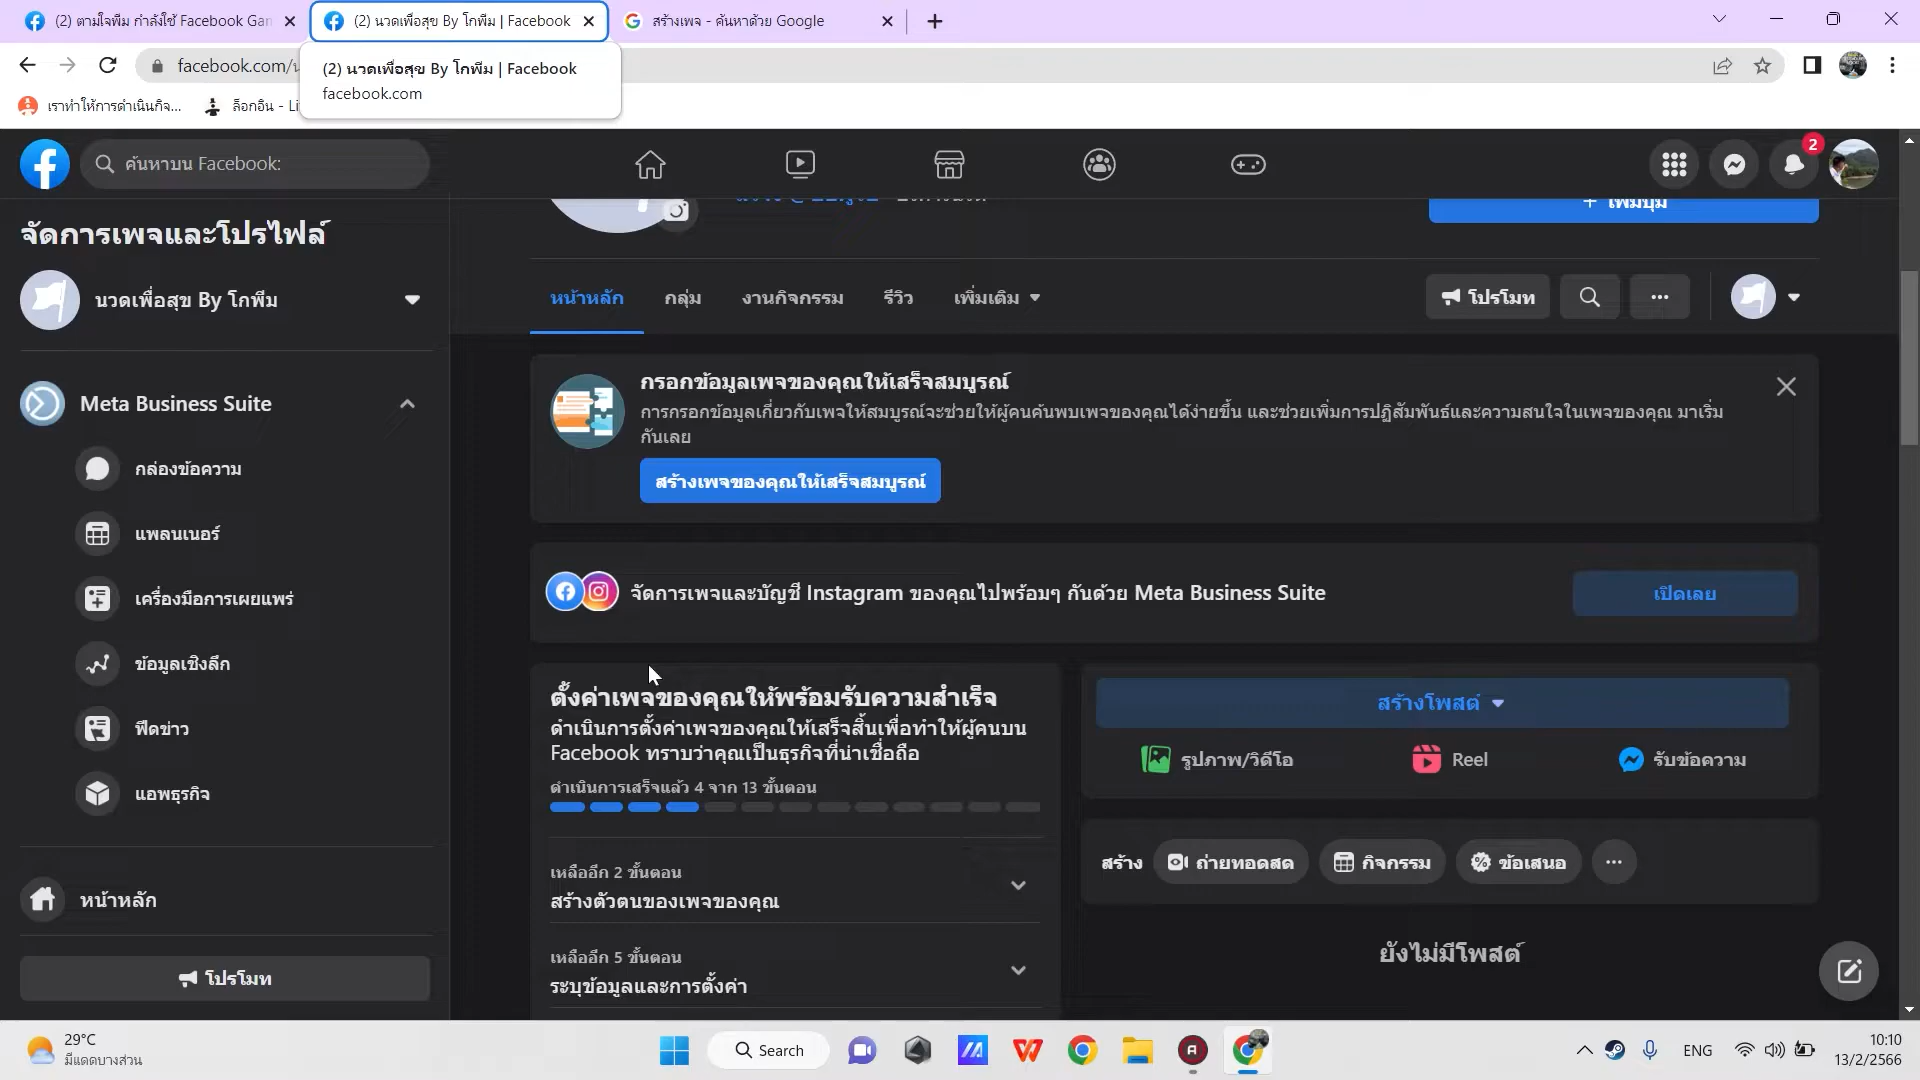 (2) ตามใจพีม กำลังใช้ Facebook Gan
(2) นวดเพื่อสุข By โกพีม | Facebook
สร้างเพจ - ค้นหาด้วย Google
facebook.com/น
(2) นวดเพื่อสุข By โกพีม | Facebook
facebook.com
เราทำให้การดำเนินกิจ...
ล็อกอิน - Li
ค้นหาบน Facebook:
2
จัดการเพจและโปรไฟล์
นวดเพื่อสุข By โกพีม
Meta Business Suite
กล่องข้อความ
แพลนเนอร์
เครื่องมือการเผยแพร่
ข้อมูลเชิงลึก
ฟีดข่าว
แอพธุรกิจ
หน้าหลัก
โปรโมท
+ เพิ่มปุ่ม
หน้าหลัก
กลุ่ม
งานกิจกรรม
รีวิว
เพิ่มเติม
โปรโมท
กรอกข้อมูลเพจของคุณให้เสร็จสมบูรณ์
การกรอกข้อมูลเกี่ยวกับเพจให้สมบูรณ์จะช่วยให้ผู้คนค้นพบเพจของคุณได้ง่ายขึ้น และช่วยเพิ่มการปฏิสัมพันธ์และความสนใจในเพจของคุณ มาเริ่ม
กันเลย
สร้างเพจของคุณให้เสร็จสมบูรณ์
จัดการเพจและบัญชี Instagram ของคุณไปพร้อมๆ กันด้วย Meta Business Suite
เปิดเลย
ตั้งค่าเพจของคุณให้พร้อมรับความสำเร็จ
ดำเนินการตั้งค่าเพจของคุณให้เสร็จสิ้นเพื่อทำให้ผู้คนบน
Facebook ทราบว่าคุณเป็นธุรกิจที่น่าเชื่อถือ
ดำเนินการเสร็จแล้ว 4 จาก 13 ขั้นตอน
เหลืออีก 2 ขั้นตอน
สร้างตัวตนของเพจของคุณ
เหลืออีก 5 ขั้นตอน
ระบุข้อมูลและการตั้งค่า
สร้างโพสต์
รูปภาพ/วิดีโอ
Reel
รับข้อความ
สร้าง
ถ่ายทอดสด
กิจกรรม
ข้อเสนอ
ยังไม่มีโพสต์
29°C
มีแดดบางส่วน
Search
ENG
10:10
13/2/2566